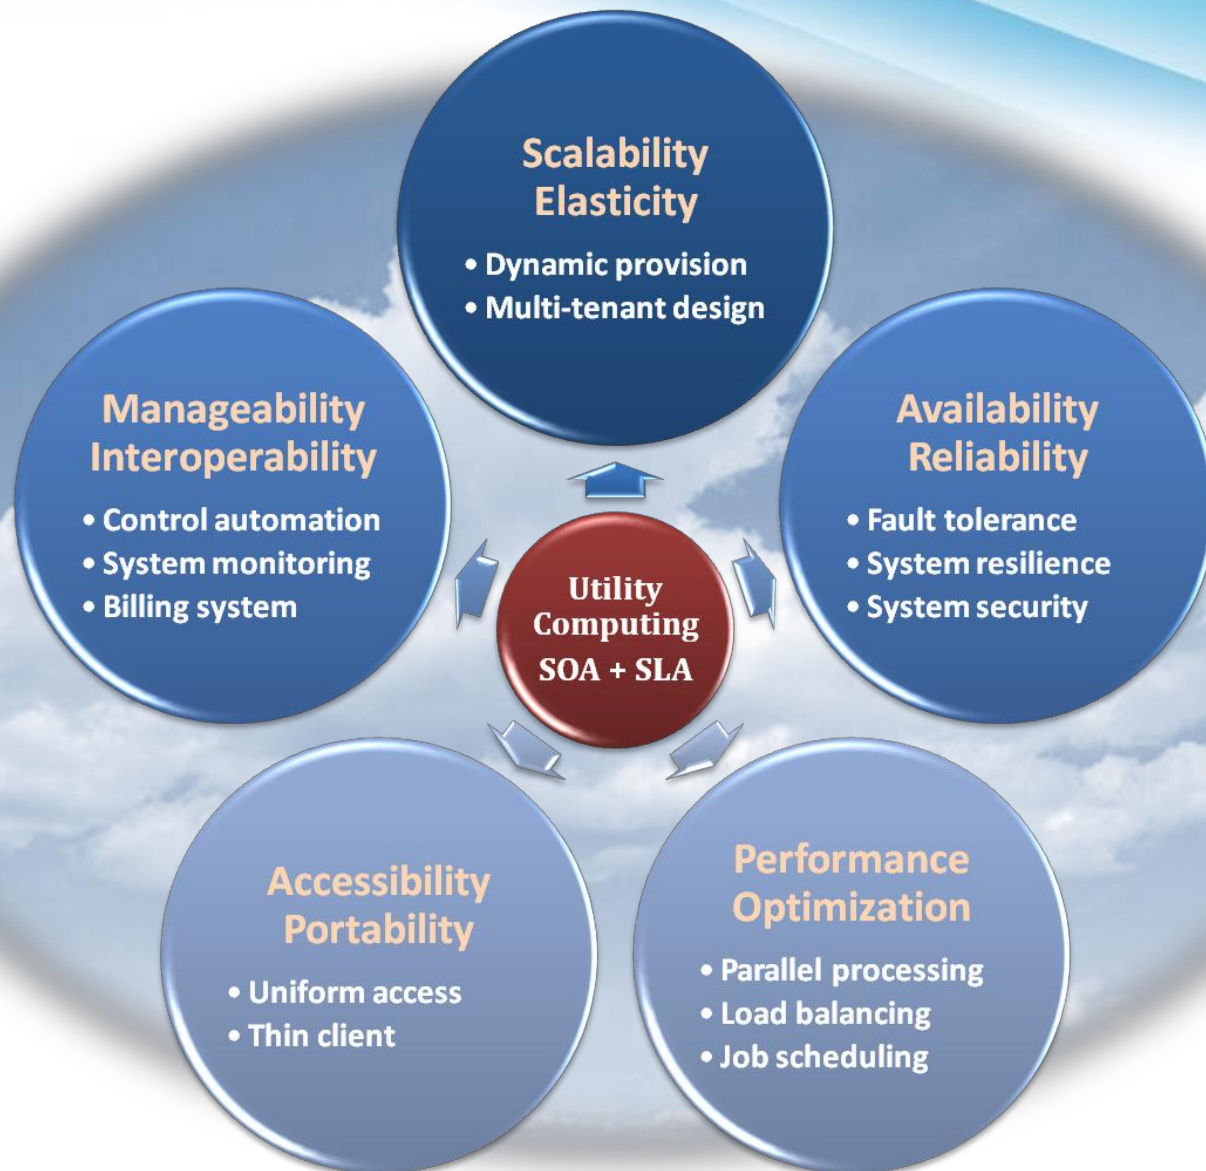 Scalability
Elasticity
• Dynamic provision
• Multi-tenant design
Manageability
Interoperability
• Control automation
• System monitoring
• Billing system
Availability
Reliability
• Fault tolerance
• System resilience
• System security
Utility
Computing
SOA + SLA
Accessibility
Portability
• Uniform access
• Thin client
Performance
Optimization
• Parallel processing
• Load balancing
• Job scheduling